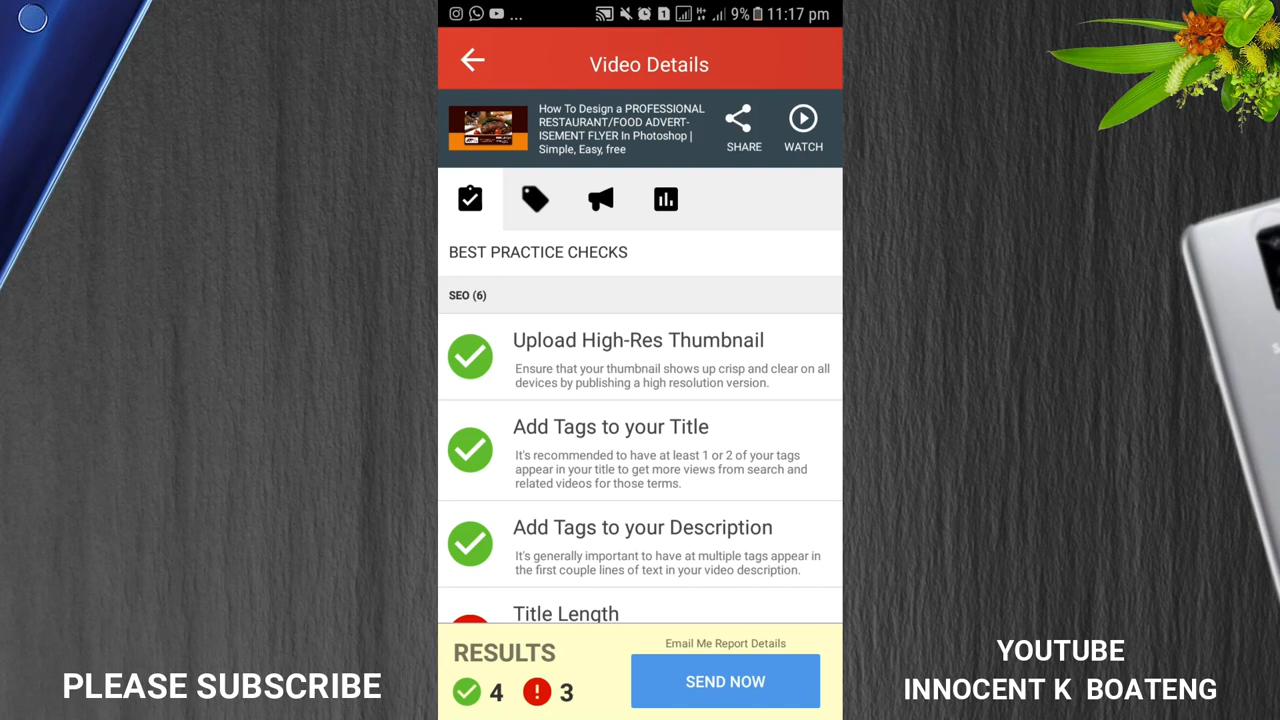 ...
9%
11:17 pm
Video Details
How To Design a PROFESSIONAL
RESTAURANT/FOOD ADVERT-
ISEMENT FLYER In Photoshop |
Simple, Easy, free
SHARE
WATCH
BEST PRACTICE CHECKS
SEO (6)
Upload High-Res Thumbnail
Ensure that your thumbnail shows up crisp and clear on all
devices by publishing a high resolution version.
Add Tags to your Title
It's recommended to have at least 1 or 2 of your tags
appear in your title to get more views from search and
related videos for those terms.
Add Tags to your Description
It's generally important to have at multiple tags appear in
the first couple lines of text in your video description.
Title Length
RESULTS
4
3
Email Me Report Details
SEND NOW
PLEASE SUBSCRIBE
YOUTUBE
INNOCENT K BOATENG